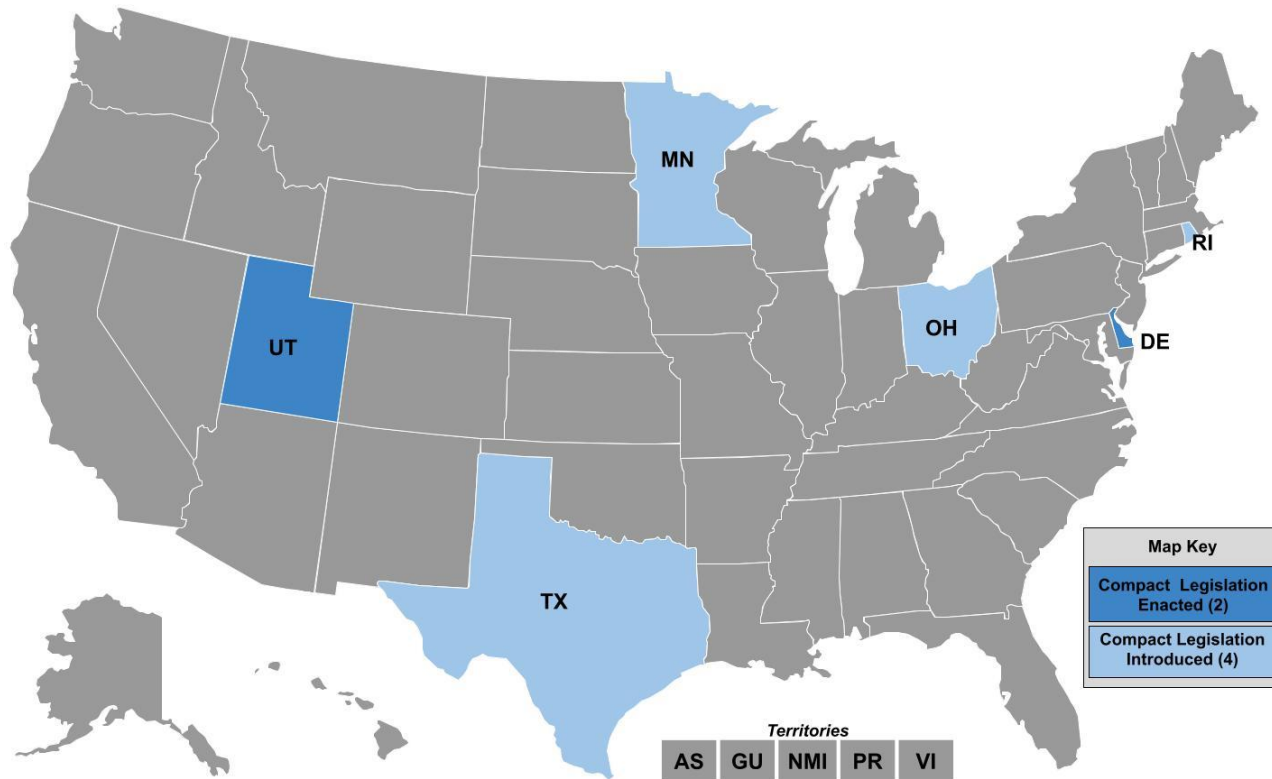 MN
RI
OH
UT
DE
TX
Map Key
Compact Legislation
Enacted (2)
Compact Legislation
Introduced (4)
Territories
AS GU NMI PR VI